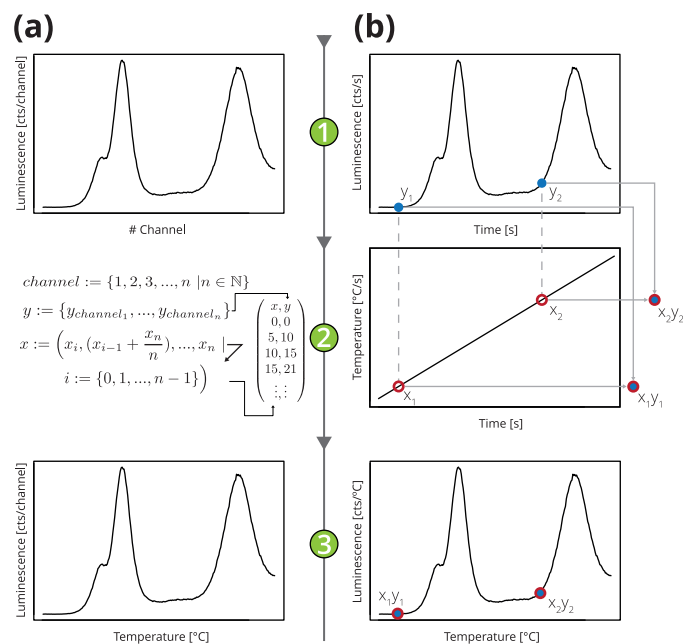 (a)
(b)
Luminescence [cts/channel]
# Channel
1
Luminescence [cts/s]
y₁
y₂
Time [s]
channel := {1, 2, 3, ..., n |n ∈ ℕ}
y := {y_channel₁, ..., y_channelₙ}
x := (xᵢ, (xᵢ₋₁ + xₙ/n), ..., xₙ |
i := {0, 1, ..., n − 1})
x, y
0,0
5, 10
10, 15
15, 21
⋮, ⋮
2
Temperature [°C/s]
x₂
x₁
x₂y₂
x₁y₁
Time [s]
Luminescence [cts/channel]
Temperature [°C]
3
Luminescence [cts/°C]
x₁y₁
x₂y₂
Temperature [°C]